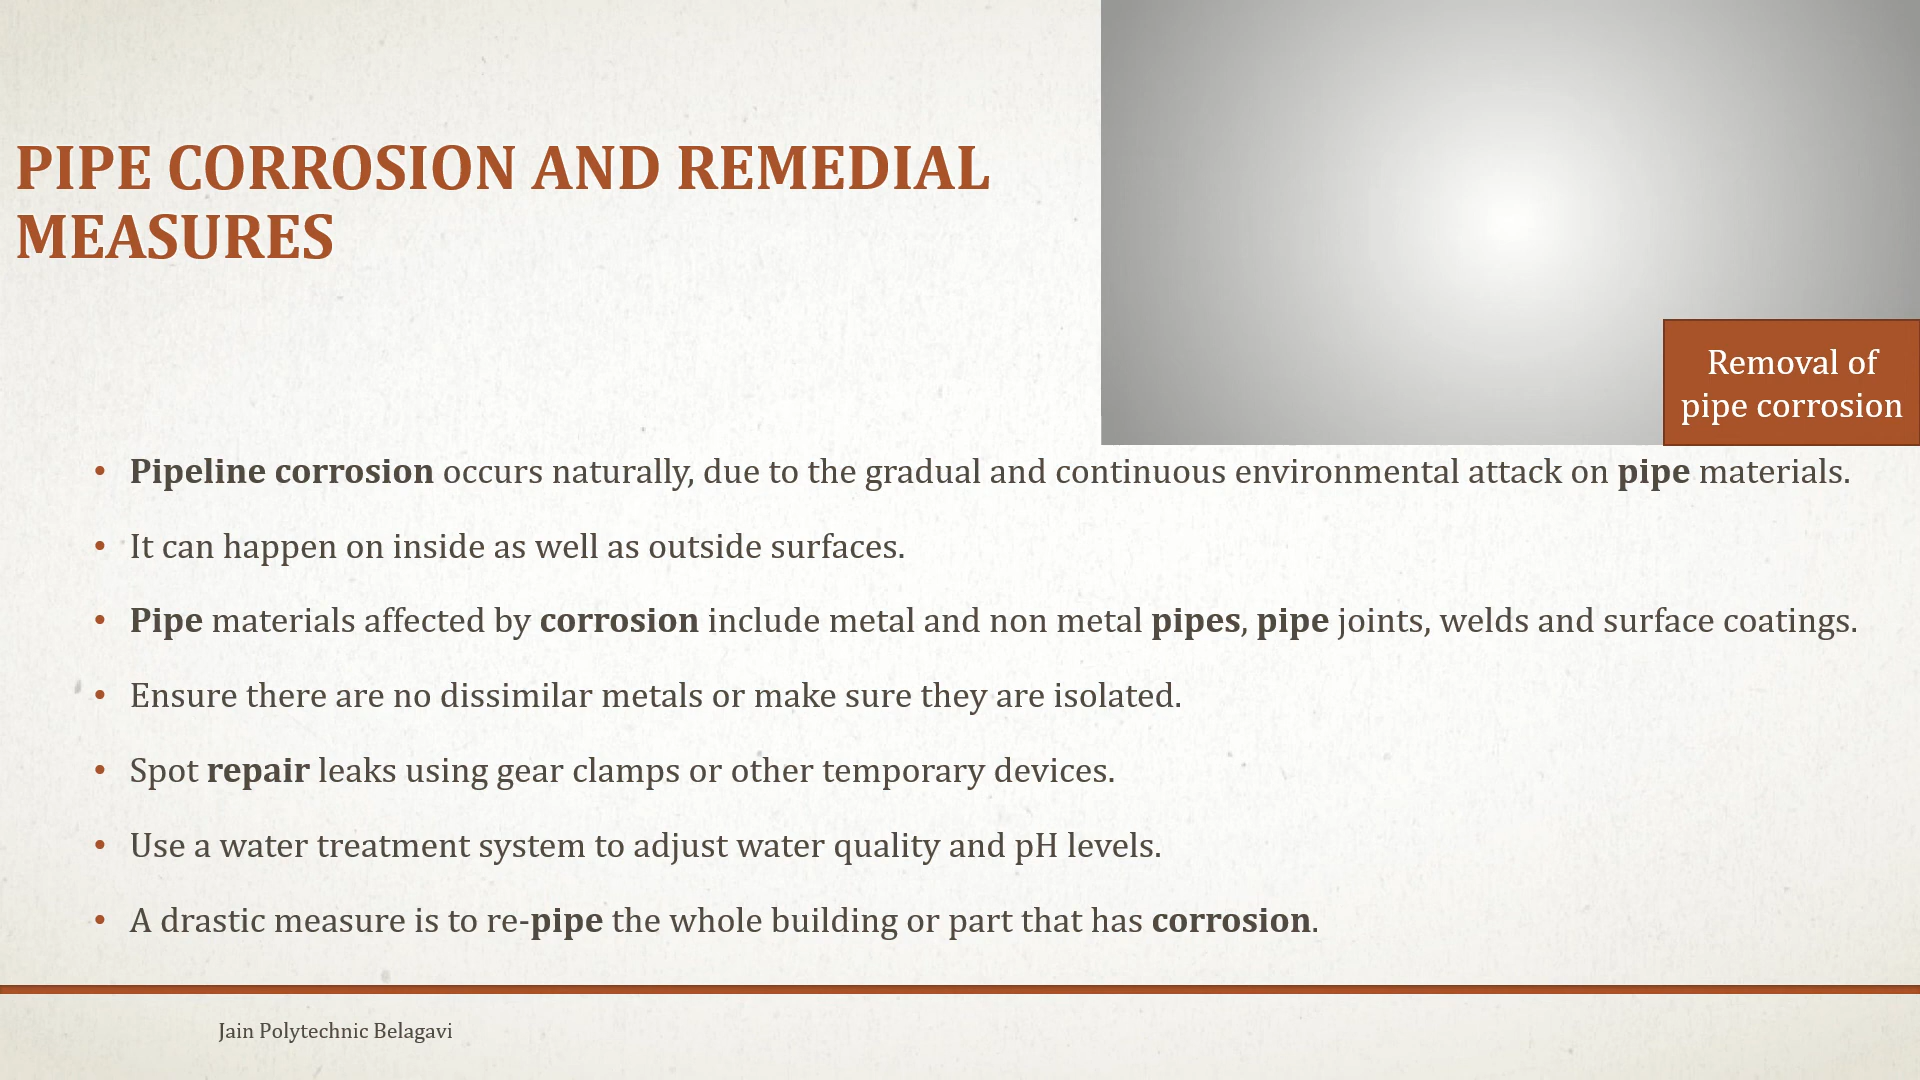 PIPE CORROSION AND REMEDIAL
MEASURES
Removal of
pipe corrosion
• Pipeline corrosion occurs naturally, due to the gradual and continuous environmental attack on pipe materials.
• It can happen on inside as well as outside surfaces.
• Pipe materials affected by corrosion include metal and non metal pipes, pipe joints, welds and surface coatings.
• Ensure there are no dissimilar metals or make sure they are isolated.
• Spot repair leaks using gear clamps or other temporary devices.
• Use a water treatment system to adjust water quality and pH levels.
• A drastic measure is to re-pipe the whole building or part that has corrosion.
Jain Polytechnic Belagavi